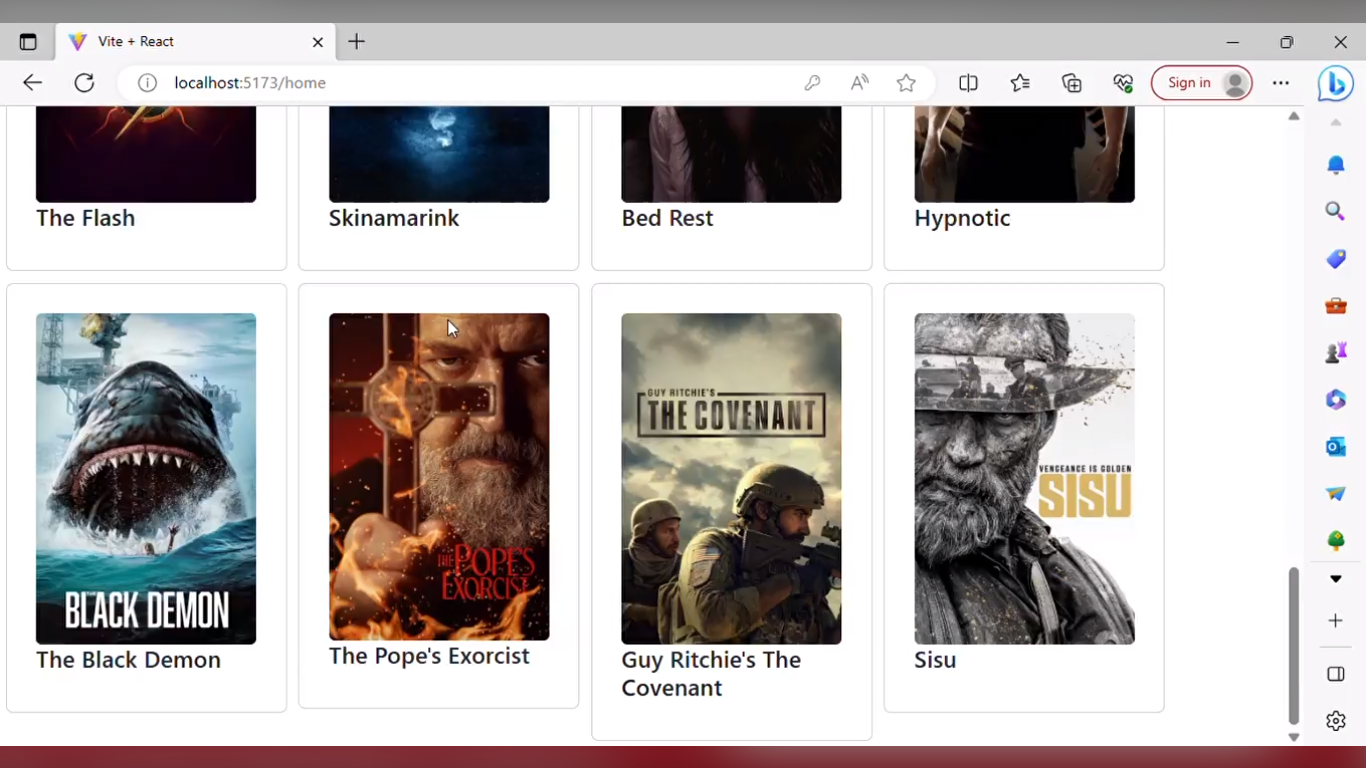 Vite + React
localhost:5173/home
Sign in
The Flash
Skinamarink
Bed Rest
Hypnotic
BLACK DEMON
THE POPE'S
EXORCIST
GUY RITCHIE'S
THE COVENANT
VENGEANCE IS GOLDEN
SISU
The Black Demon
The Pope's Exorcist
Guy Ritchie's The
Covenant
Sisu